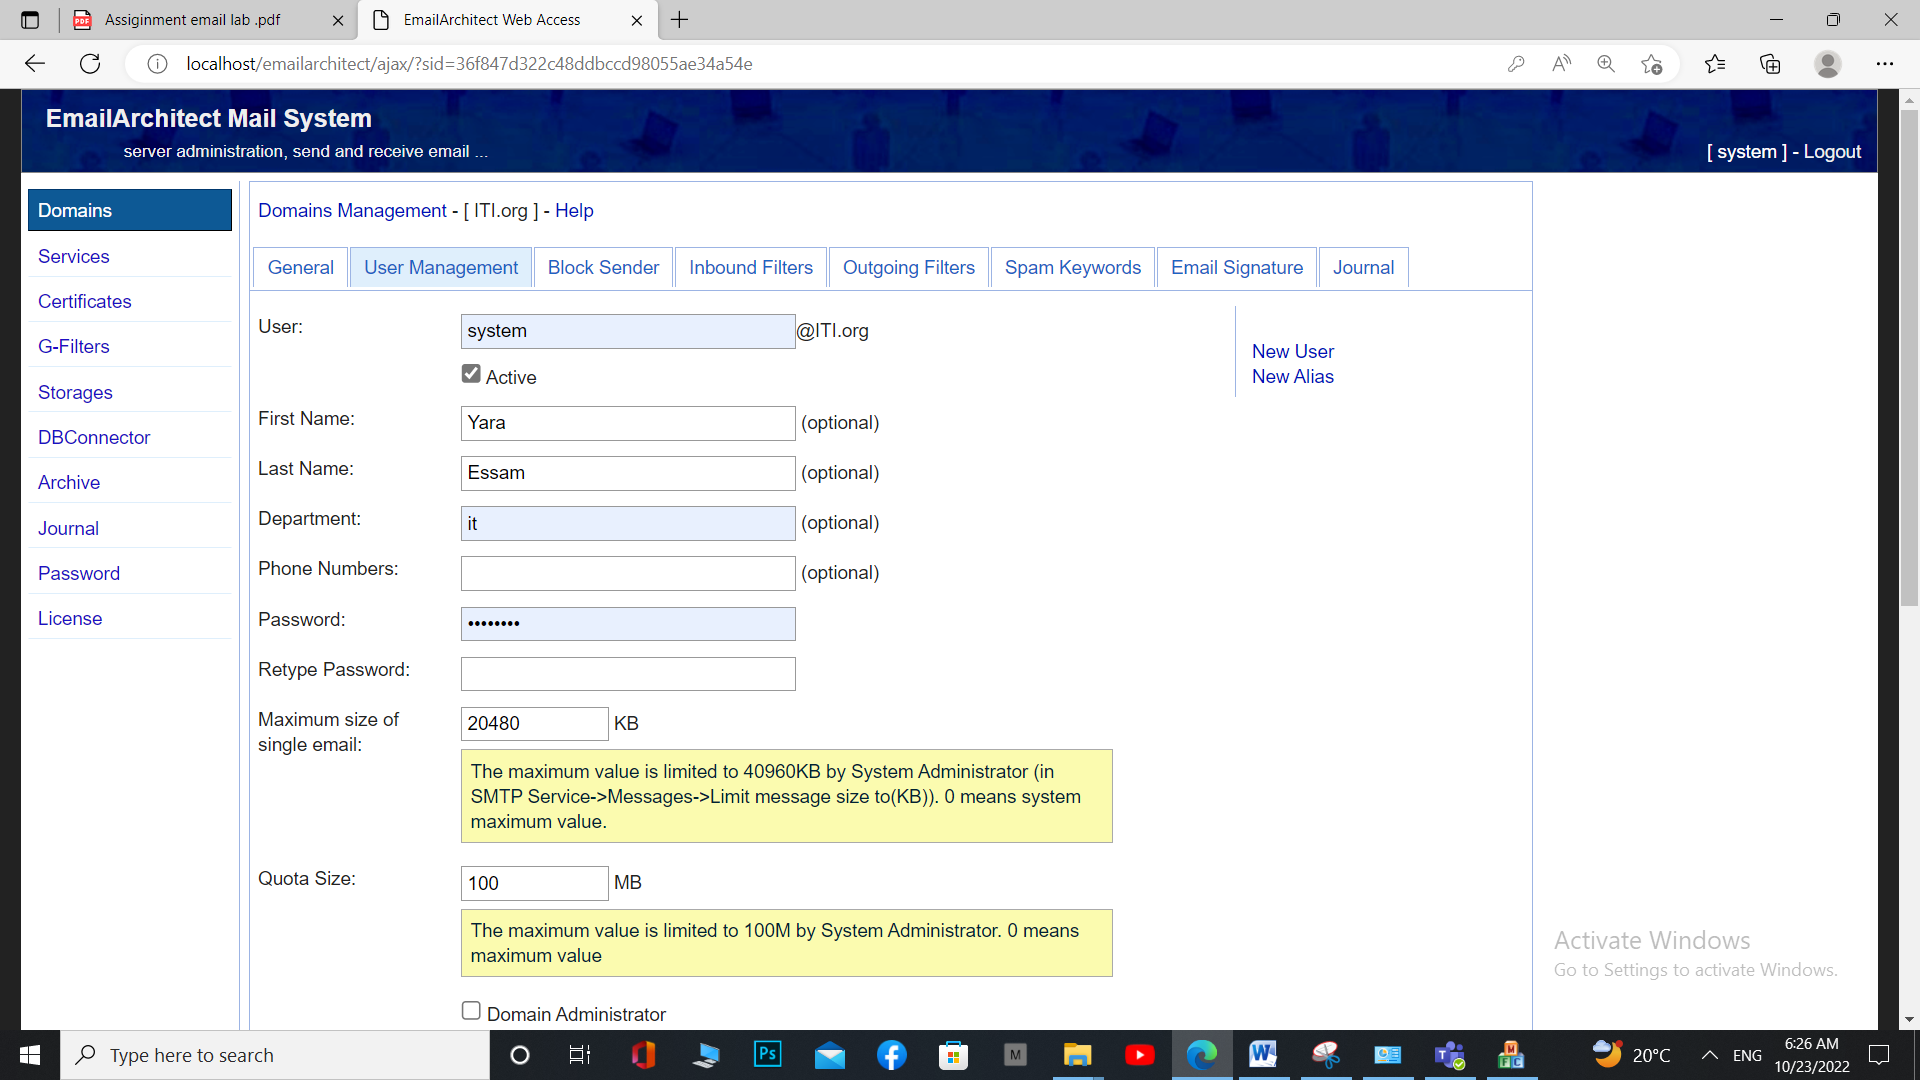 Assiginment email lab .pdf
EmailArchitect Web Access
localhost/emailarchitect/ajax/?sid=36f847d322c48ddbccd98055ae34a54e
EmailArchitect Mail System
server administration, send and receive email ...
[ system ] - Logout
Domains
Services
Certificates
G-Filters
Storages
DBConnector
Archive
Journal
Password
License
Domains Management - [ ITI.org ] - Help
General
User Management
Block Sender
Inbound Filters
Outgoing Filters
Spam Keywords
Email Signature
Journal
User:
system
@ITI.org
Active
New User
New Alias
First Name:
Yara
(optional)
Last Name:
Essam
(optional)
Department:
it
(optional)
Phone Numbers:
(optional)
Password:
••••••••
Retype Password:
Maximum size of
single email:
20480
KB
The maximum value is limited to 40960KB by System Administrator (in
SMTP Service->Messages->Limit message size to(KB)). 0 means system
maximum value.
Quota Size:
100
MB
The maximum value is limited to 100M by System Administrator. 0 means
maximum value
Domain Administrator
Activate Windows
Go to Settings to activate Windows.
Type here to search
20°C
ENG
6:26 AM
10/23/2022